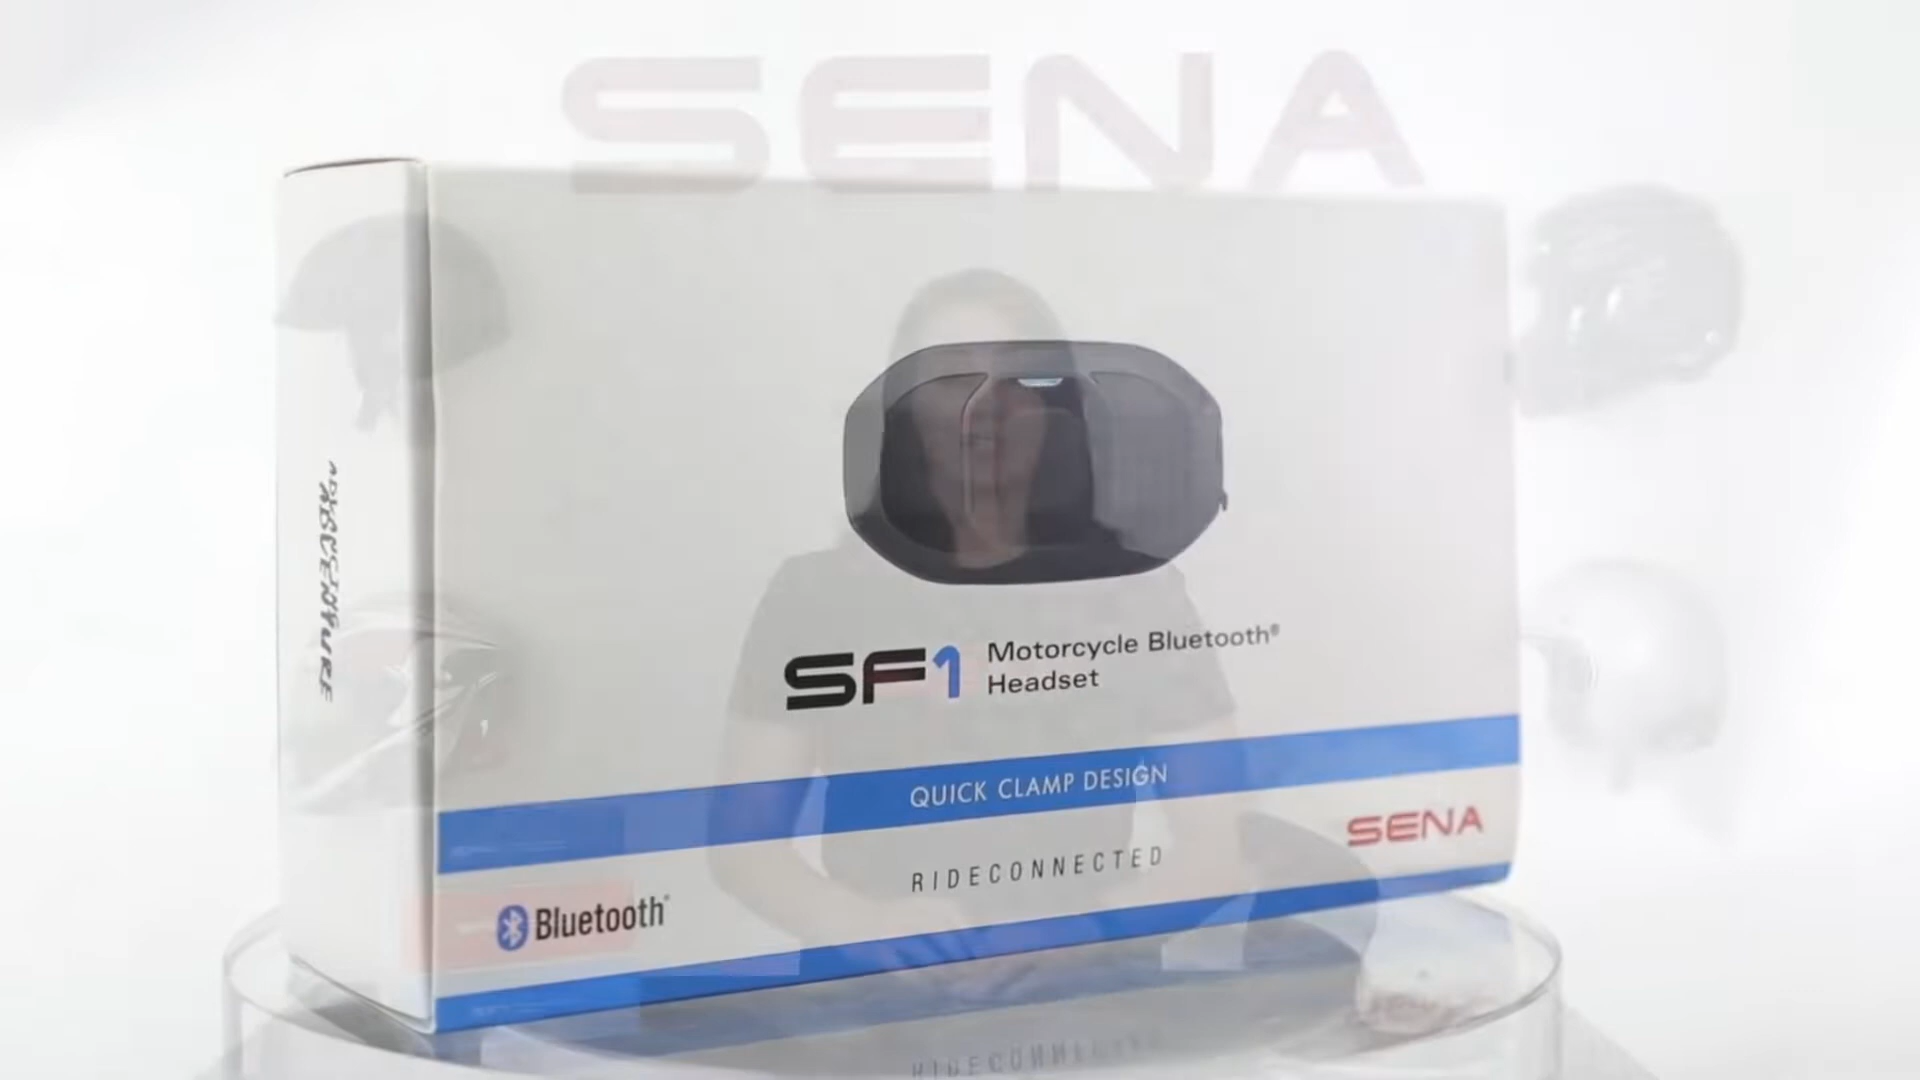 SENA
SF1 Motorcycle Bluetooth®
Headset
QUICK CLAMP DESIGN
SENA
RIDECONNECTED
Bluetooth®